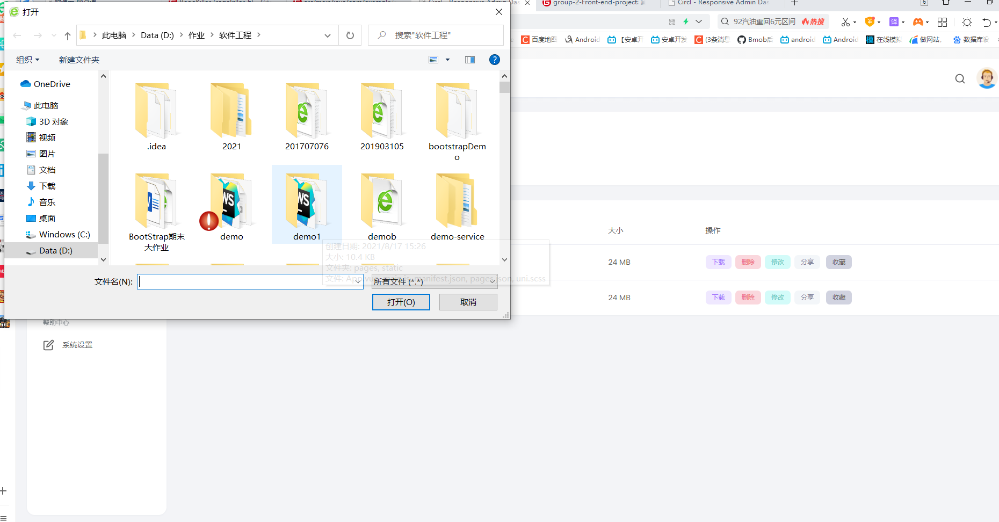 打开
group-2-Front-end-project:
Circl - Responsive Admin Das
6
此电脑 Data (D:) 作业 软件工程
搜索"软件工程"
92汽油重回6元区间 热搜
译
组织 新建文件夹
百度地图 Android 【安卓开 安卓开发 (3条消息 Bmob后 android Android 在线模拟 做网站, 数据库设
OneDrive
此电脑
3D 对象
视频
图片
文档
下载
音乐
桌面
Windows (C:)
Data (D:)
.idea
2021
201707076
201903105
bootstrapDem
o
BootStrap期末
大作业
demo
demo1
demob
demo-service
创建日期: 2021/8/17 15:26
大小: 10.4 KB
文件夹: pages, static
文件: App.vue, main.js, manifest.json, pages.json, uni.scss
文件名(N):
所有文件 (*.*)
打开(O) 取消
大小 操作
24 MB 下载 删除 修改 分享 收藏
24 MB 下载 删除 修改 分享 收藏
帮助中心
系统设置